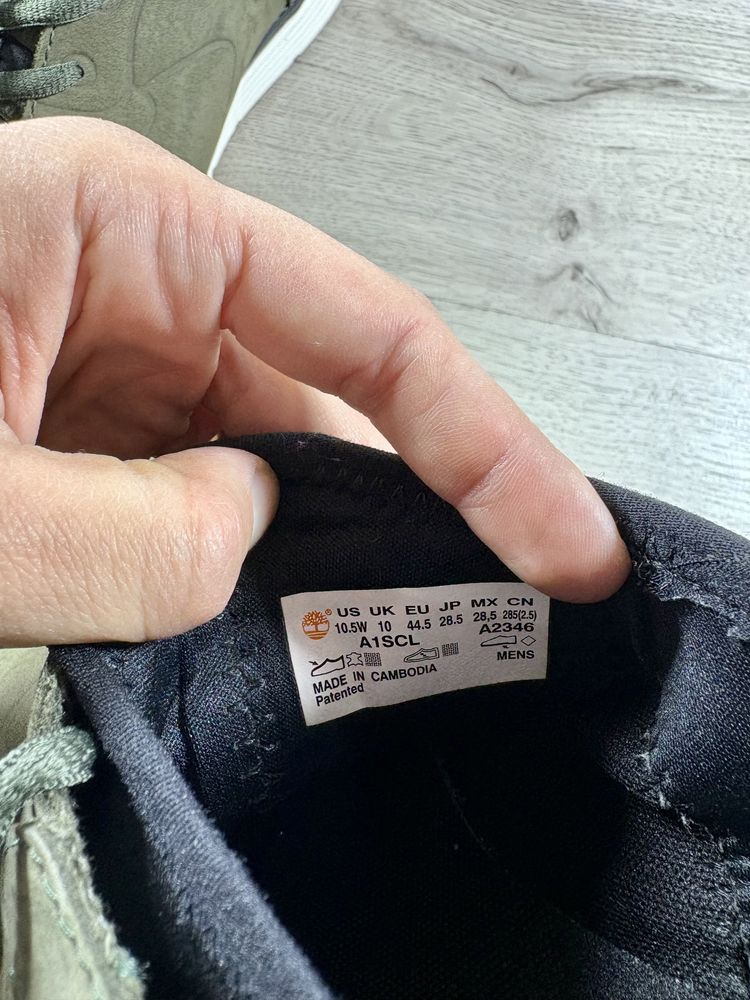 US UK EU JP MX CN
10.5W 10 44.5 28.5 28,5 285(2.5)
A1SCL A2346
MENS
MADE IN CAMBODIA
Patented